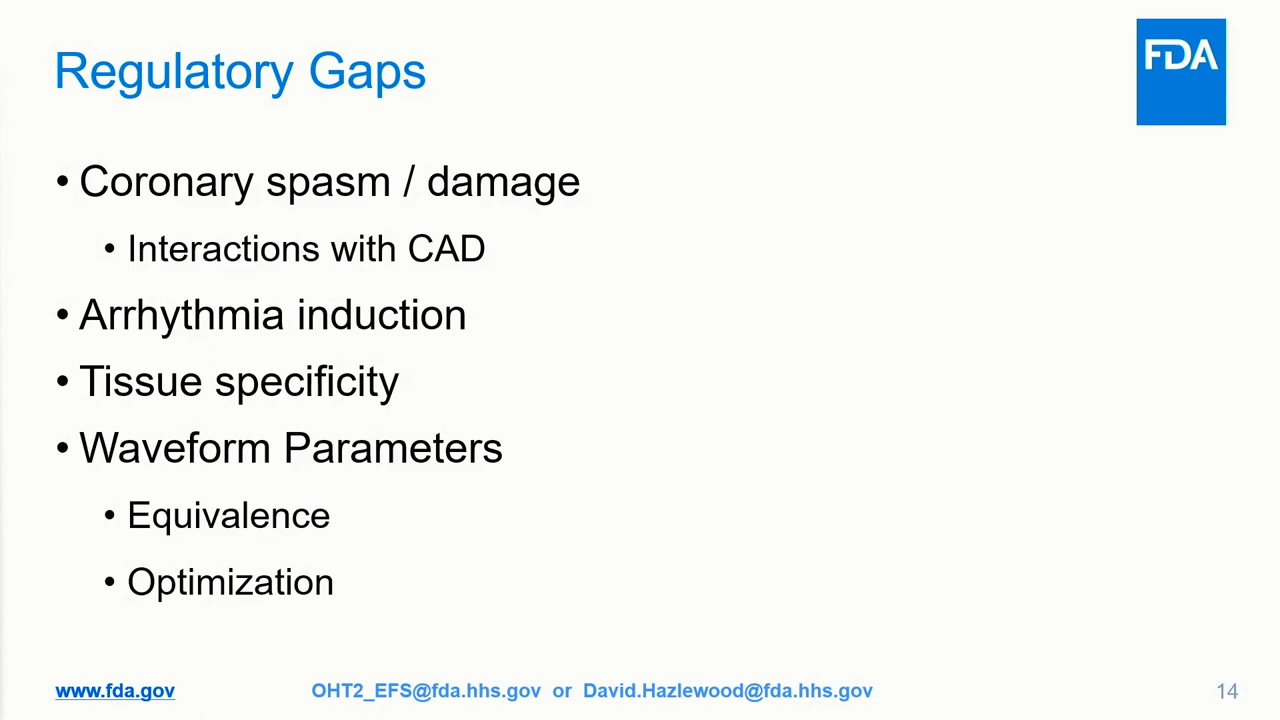 Regulatory Gaps
FDA
• Coronary spasm / damage
• Interactions with CAD
• Arrhythmia induction
• Tissue specificity
• Waveform Parameters
• Equivalence
• Optimization
www.fda.gov
OHT2_EFS@fda.hhs.gov or David.Hazlewood@fda.hhs.gov
14